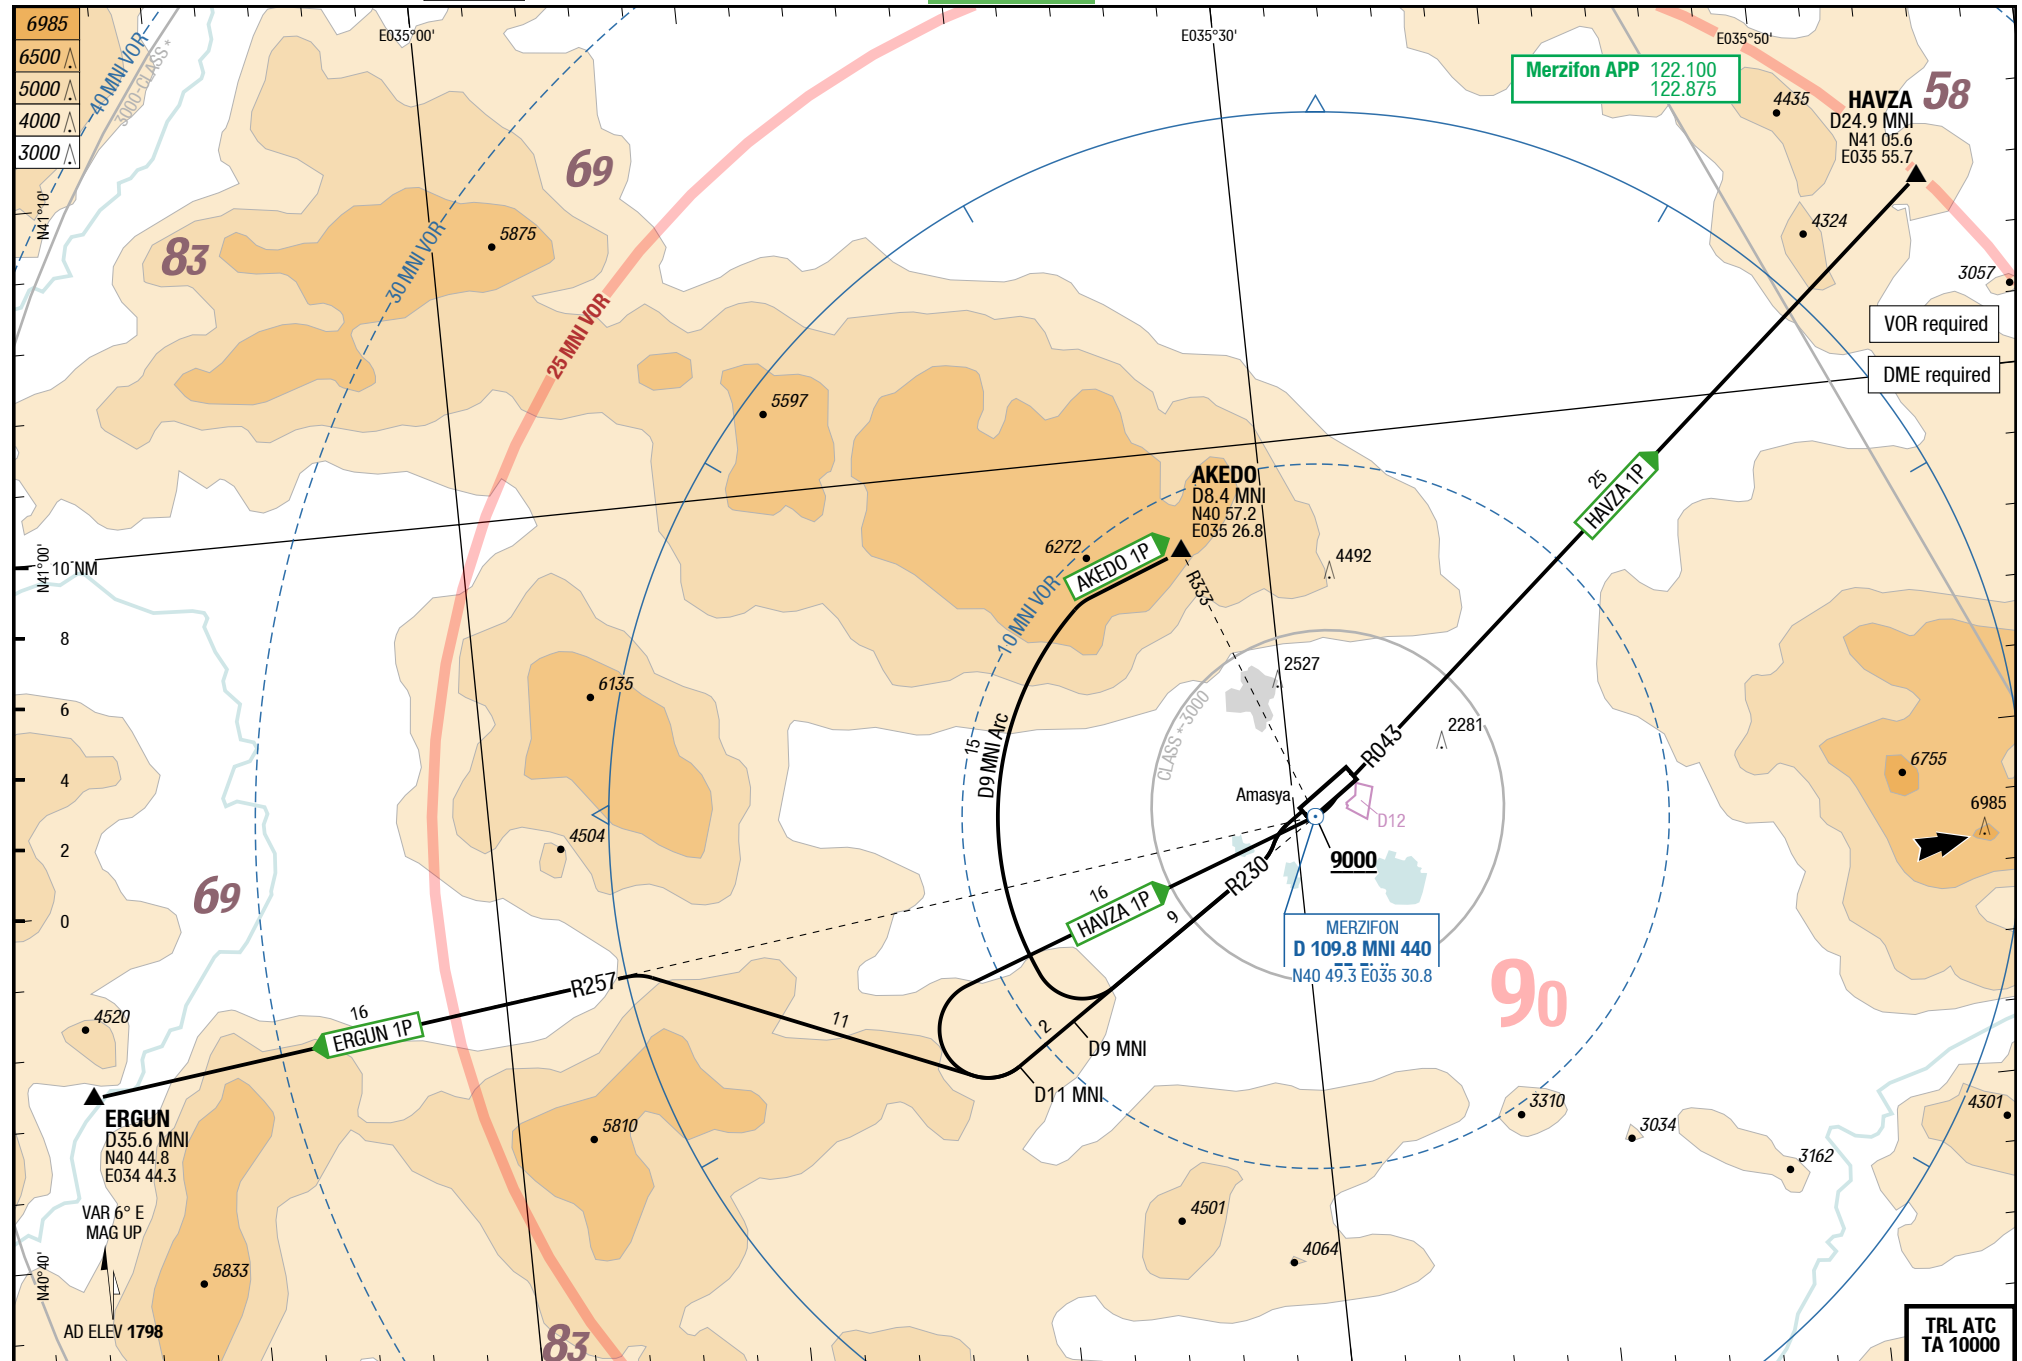 6985
6500
5000
4000
3000
40 MNI VOR
3000-CLASS *
E035°00'
E035°30'
E035°50'
Merzifon APP 122.100
122.875
4435
HAVZA
D24.9 MNI
N41 05.6
E035 55.7
58
69
83
N41°10'
5875
30 MNI VOR
4324
3057
VOR required
DME required
25 MNI VOR
5597
AKEDO
D8.4 MNI
N40 57.2
E035 26.8
25
HAVZA 1P
6272
AKEDO 1P
R333
4492
N41°00'
10 NM
8
6
4
2
0
10 MNI VOR
6135
2527
CLASS *-3000
2281
R043
15
D9 MNI Arc
6755
6985
Amasya
D12
4504
9000
R230
16
HAVZA 1P
9
69
MERZIFON
D 109.8 MNI 440
N40 49.3 E035 30.8
90
R257
16
ERGUN 1P
11
4520
2
D9 MNI
D11 MNI
ERGUN
D35.6 MNI
N40 44.8
E034 44.3
5810
3310
3034
3162
4301
VAR 6° E
MAG UP
4501
4064
N40°40'
5833
AD ELEV 1798
83
TRL ATC
TA 10000